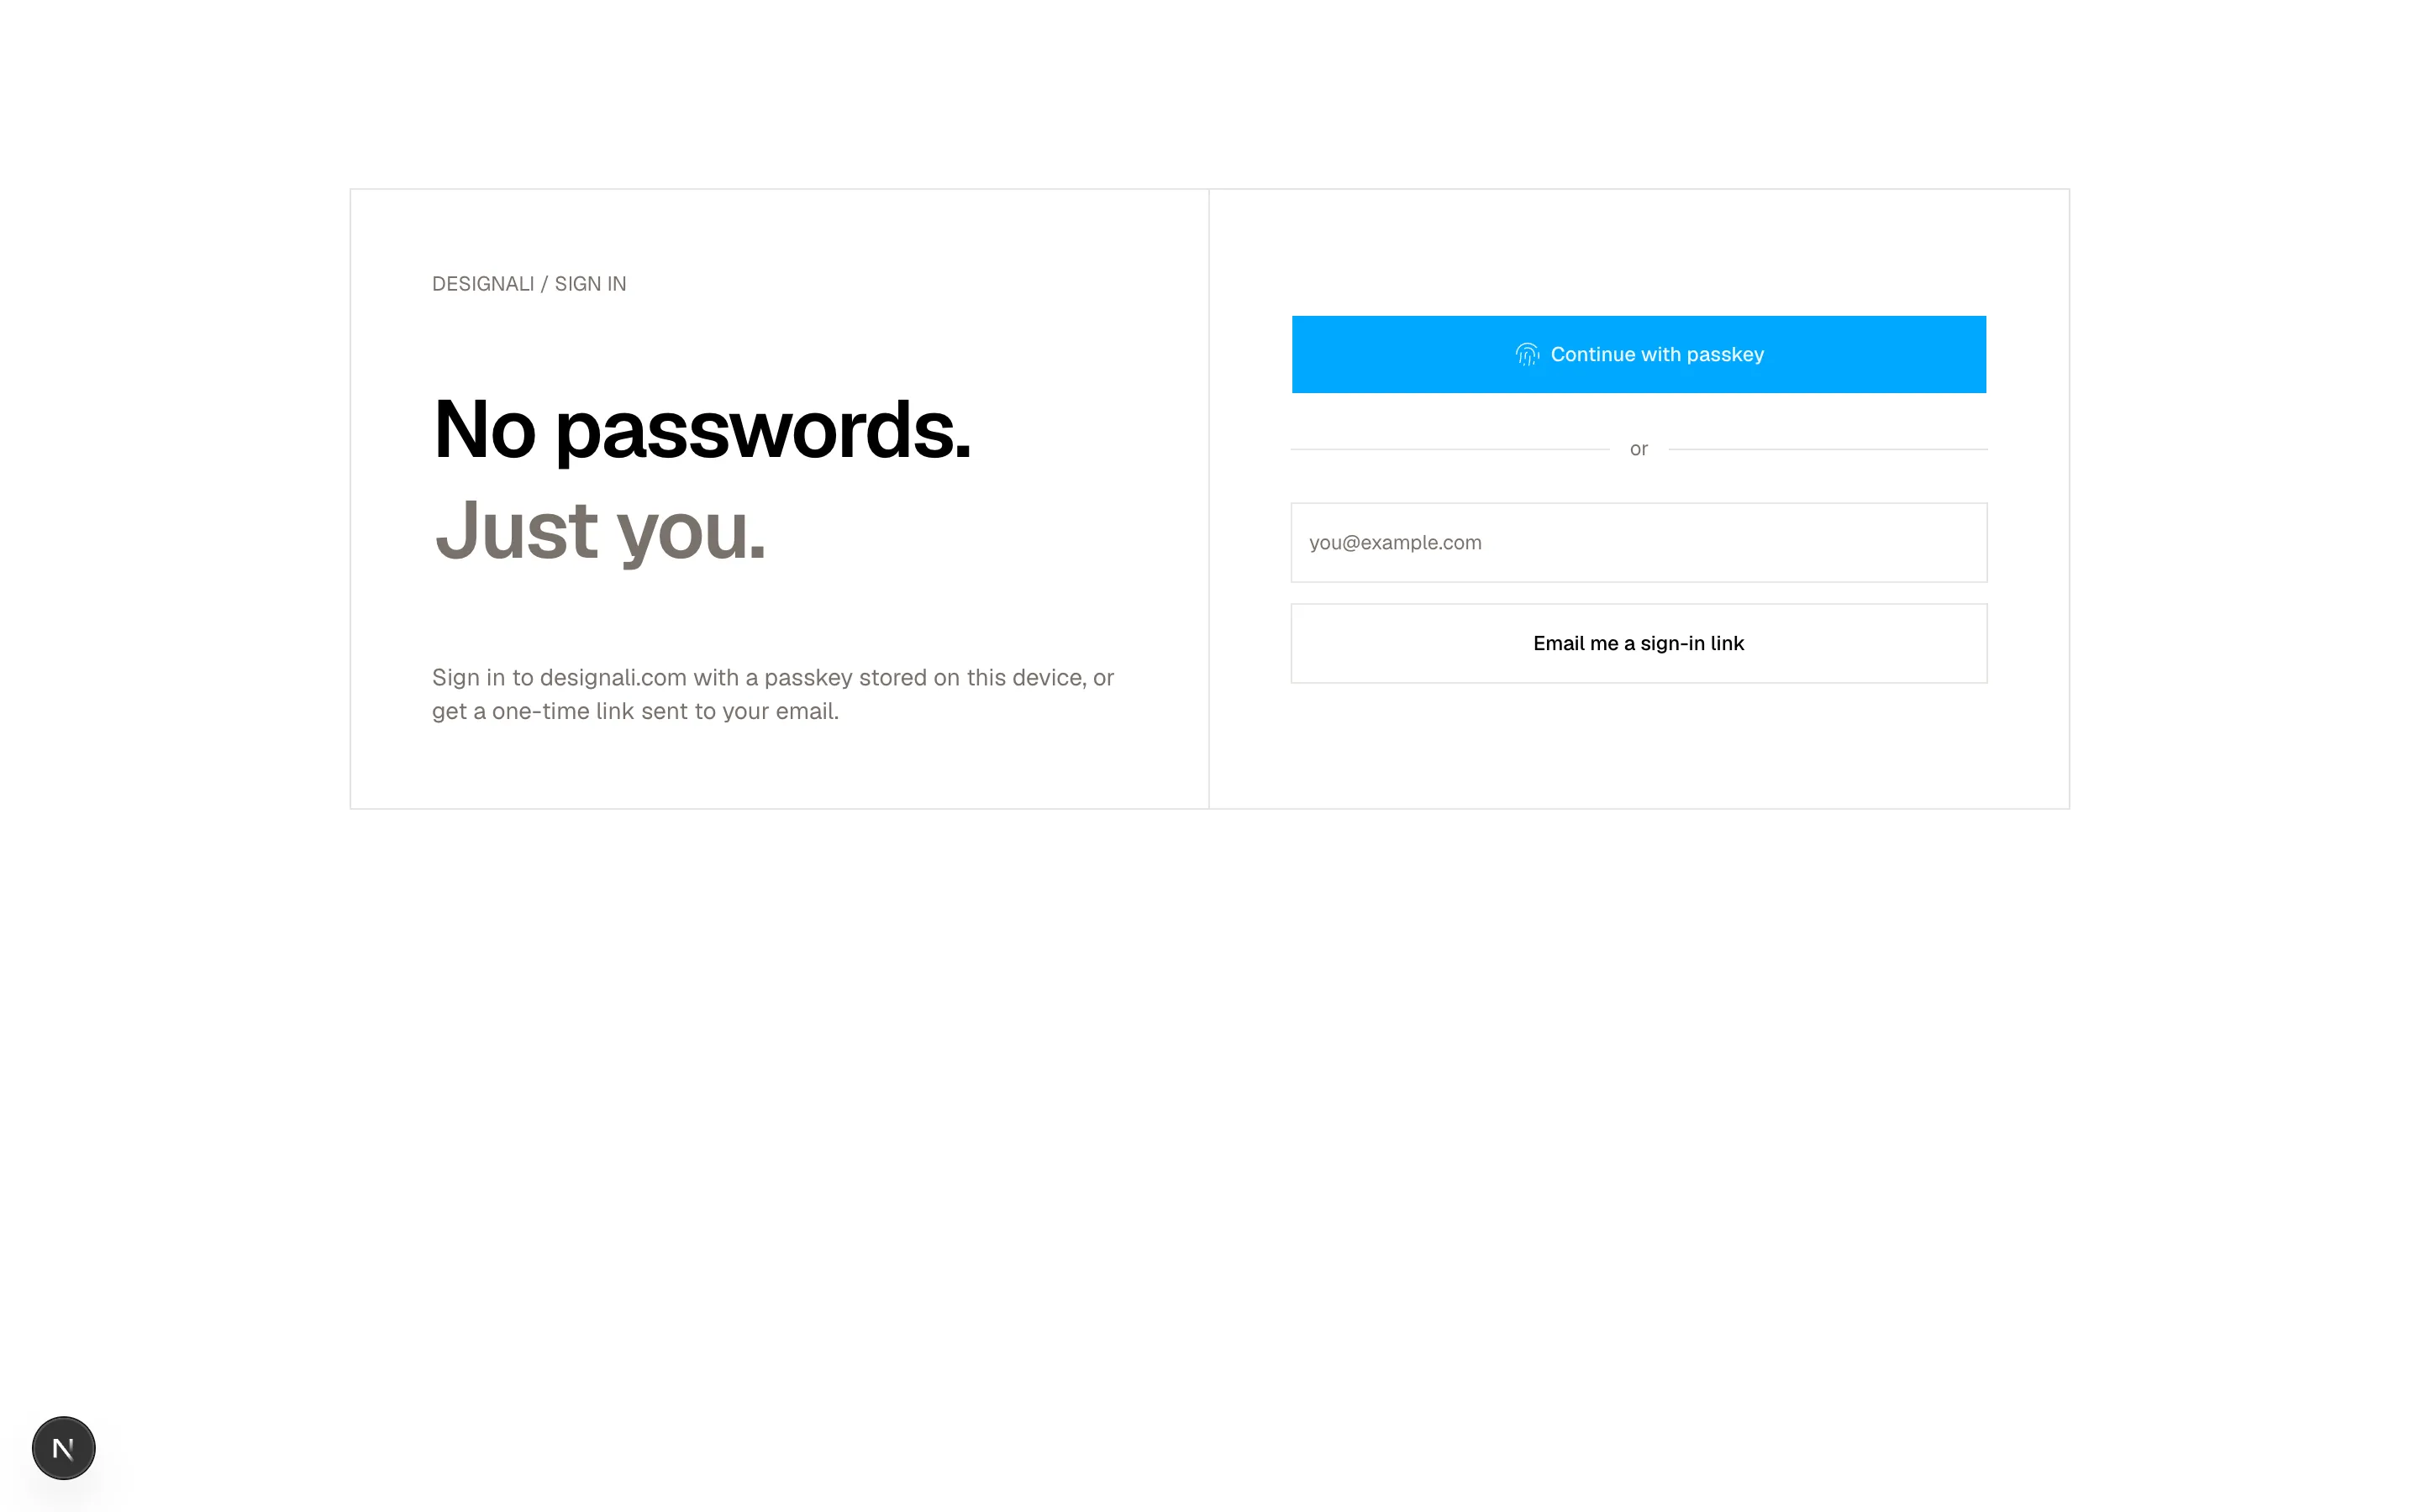 DESIGNALI / SIGN IN
No passwords.
Just you.
Sign in to designali.com with a passkey stored on this device, or
get a one-time link sent to your email.
Continue with passkey
or
you@example.com
Email me a sign-in link
N